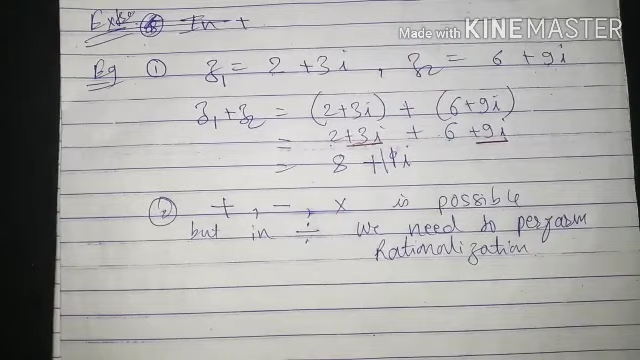 Made with KINEMASTER
Eg ① z₁ = 2 + 3i , z₂ = 6 + 9i
z₁ + z₂ = (2+3i) + (6+9i)
= 2+3i + 6 +9i
= 8 + i
② +, -, × is possible
but in ÷ we need to perform
Rationalization